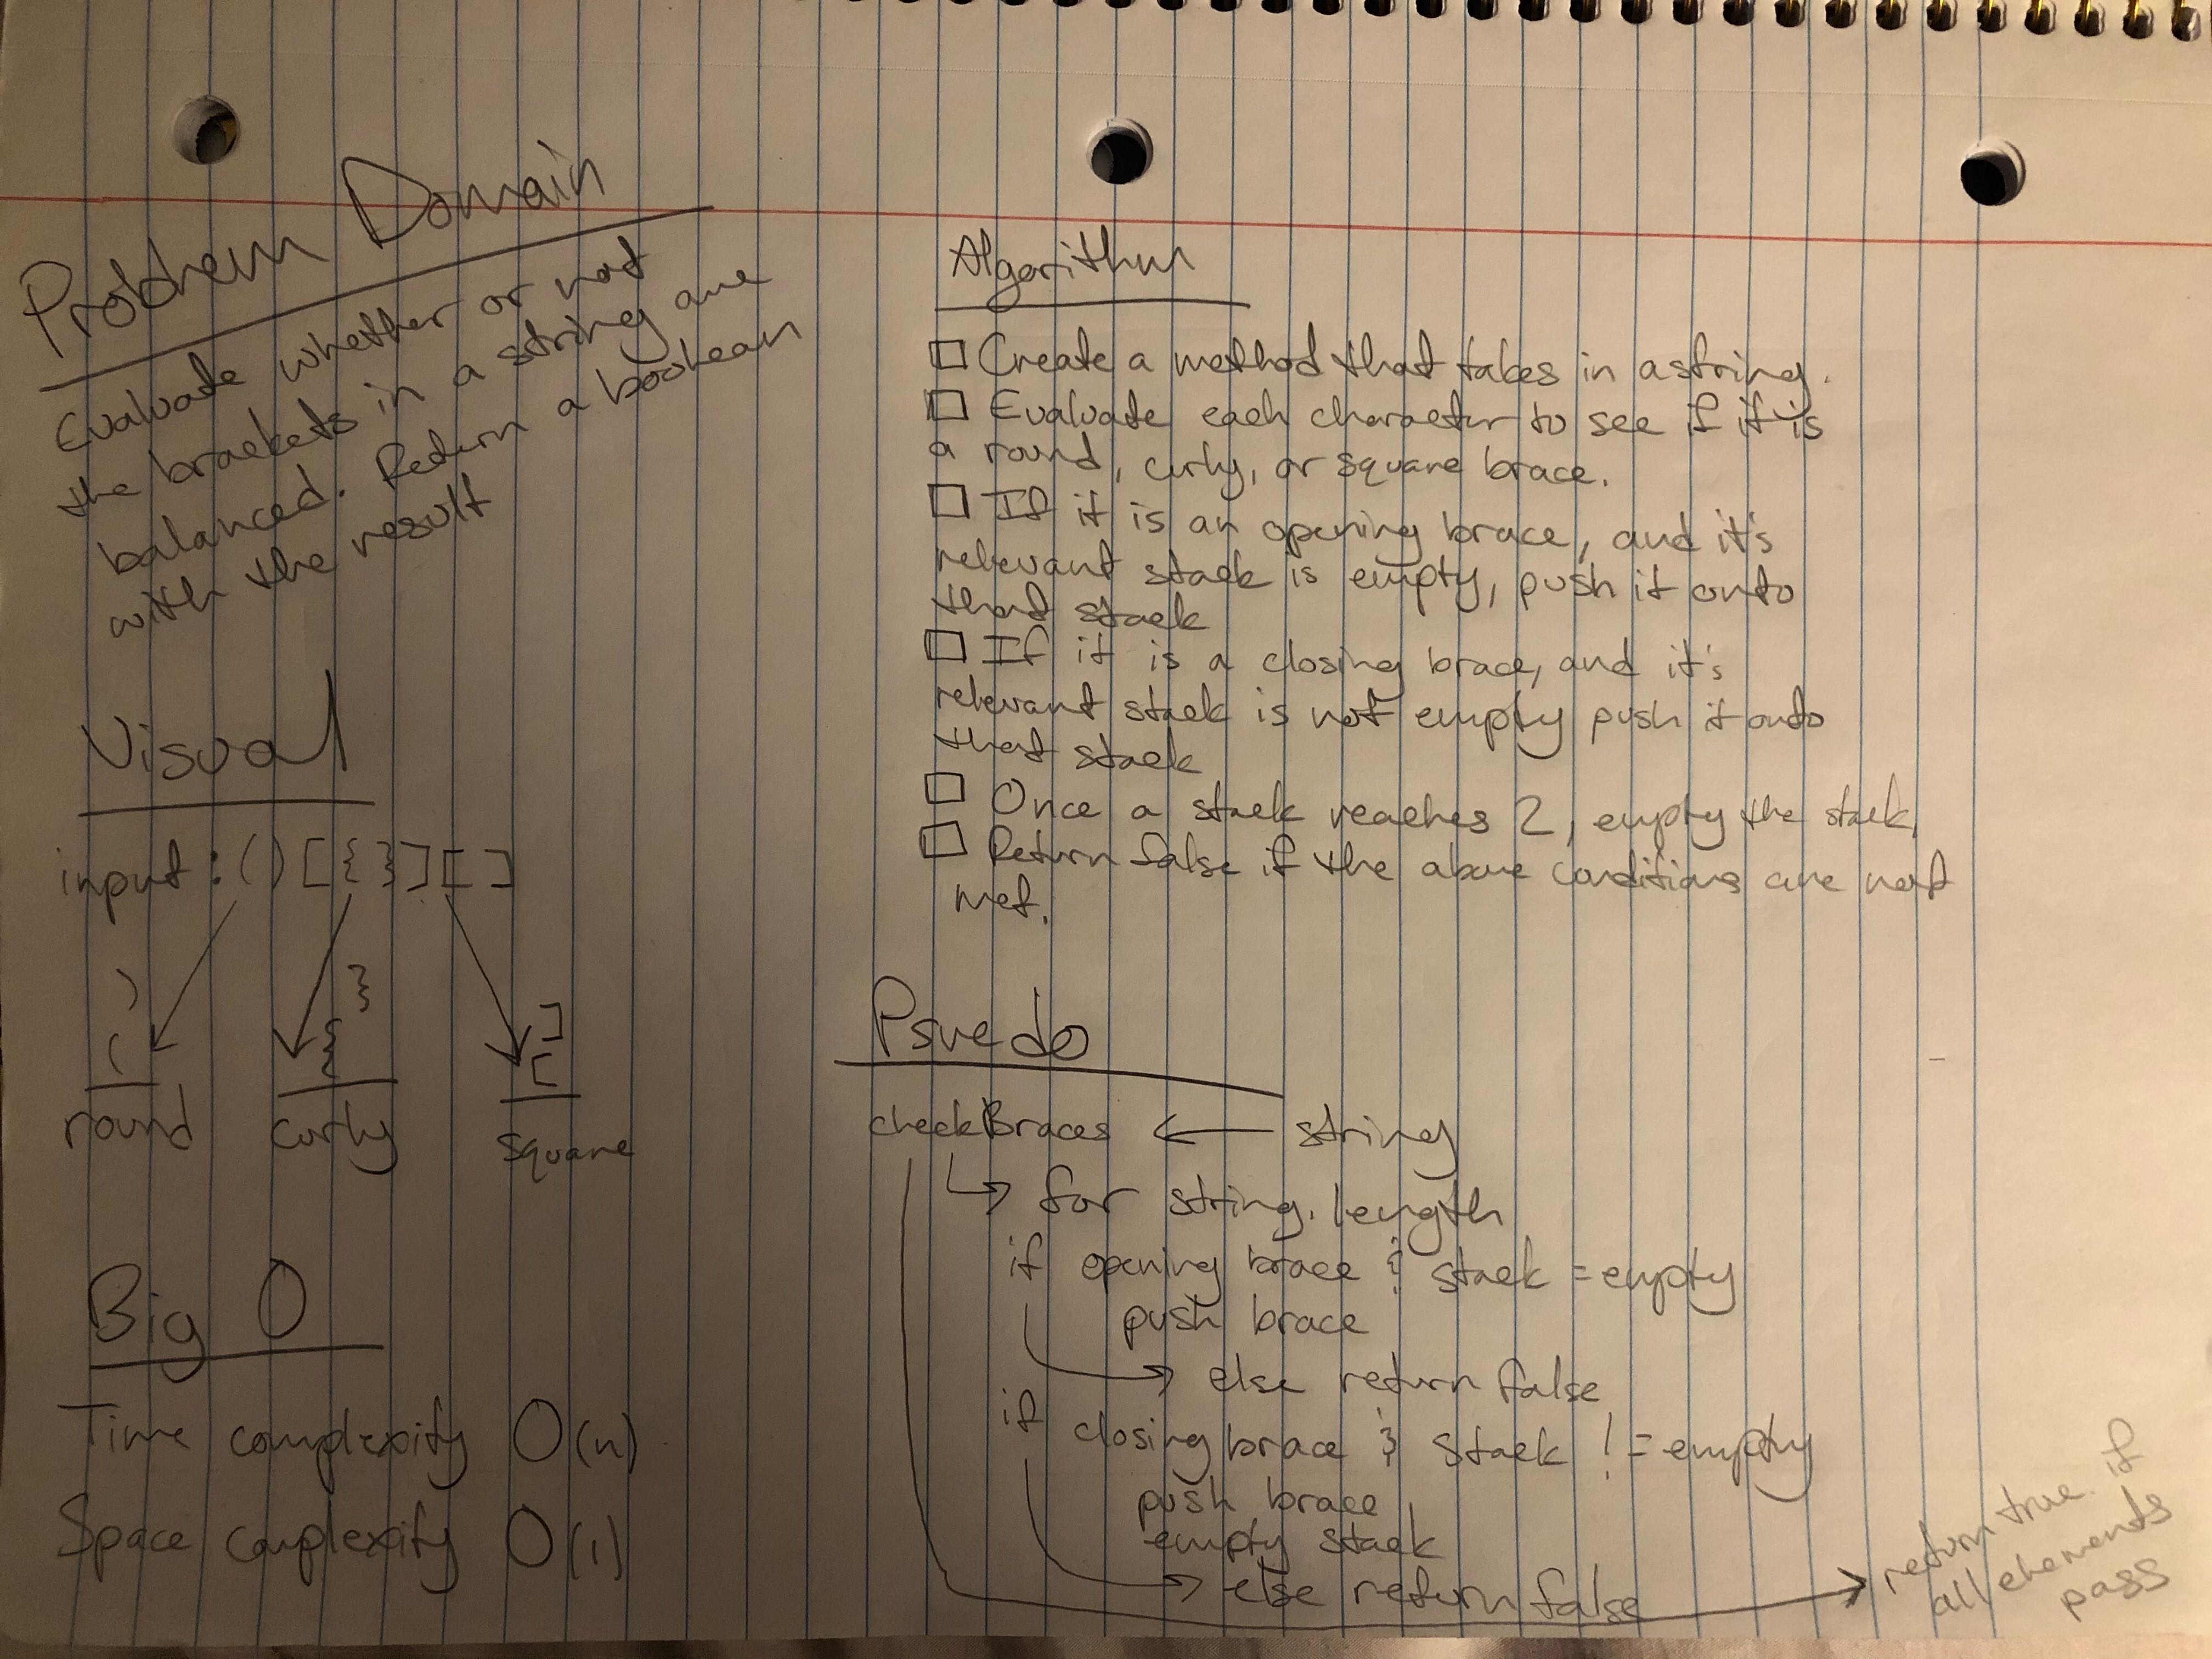 Problem Domain
Evaluate whether or not
the brackets in a string are
balanced. Return a boolean
with the result
Visual
input: ()[{}][]
) } ]
( { [
round curly square
Big O
Time complexity O(n)
Space complexity O(1)
Algorithm
□ Create a method that takes in a string.
□ Evaluate each character to see if it is
a round, curly, or square brace.
□ If it is an opening brace, and it's
relevant stack is empty, push it onto
that stack
□ If it is a closing brace, and it's
relevant stack is not empty push it onto
that stack
□ Once a stack reaches 2, empty the stack.
□ Return false if the above conditions are not
met.
Psuedo
checkBraces ← string
↳ for string.length
if opening brace & stack = empty
push brace
→ else return false
if closing brace & stack != empty
push brace
empty stack
→ else return false
→ return true if
all elements
pass